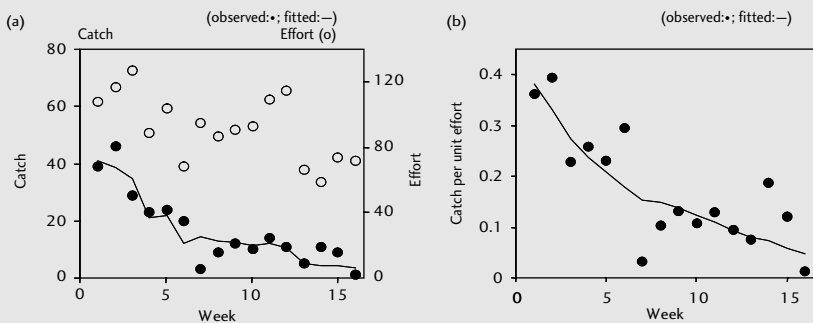 (a)
(observed:•; fitted:—)
Catch Effort (o)
80
60
40
20
0
Catch
120
80
40
0
Effort
0 5 10 15
Week
(b)
(observed:•; fitted:—)
0.4
0.3
0.2
0.1
0
Catch per unit effort
0 5 10 15
Week